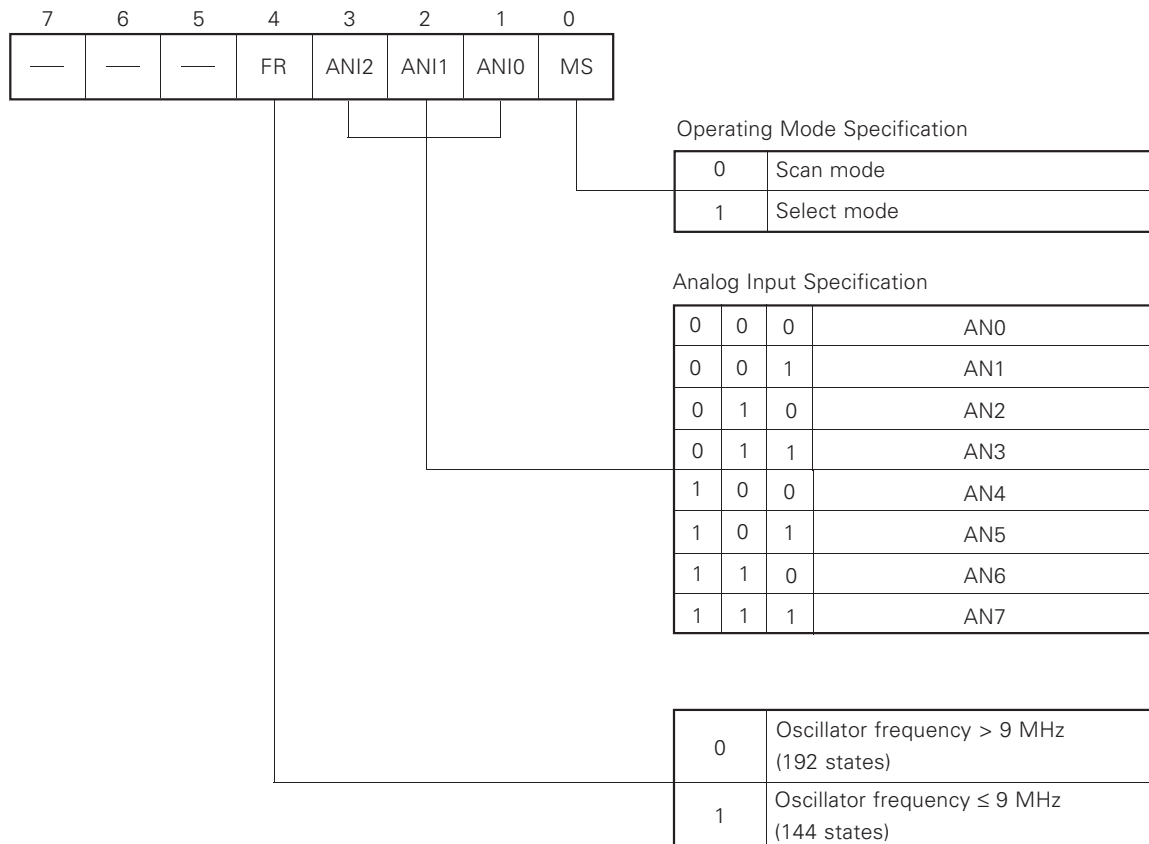 7 6 5 4 3 2 1 0
— — — FR ANI2 ANI1 ANI0 MS
Operating Mode Specification
0 Scan mode
1 Select mode
Analog Input Specification
0 0 0 AN0
0 0 1 AN1
0 1 0 AN2
0 1 1 AN3
1 0 0 AN4
1 0 1 AN5
1 1 0 AN6
1 1 1 AN7
0 Oscillator frequency > 9 MHz
(192 states)
1 Oscillator frequency ≤ 9 MHz
(144 states)